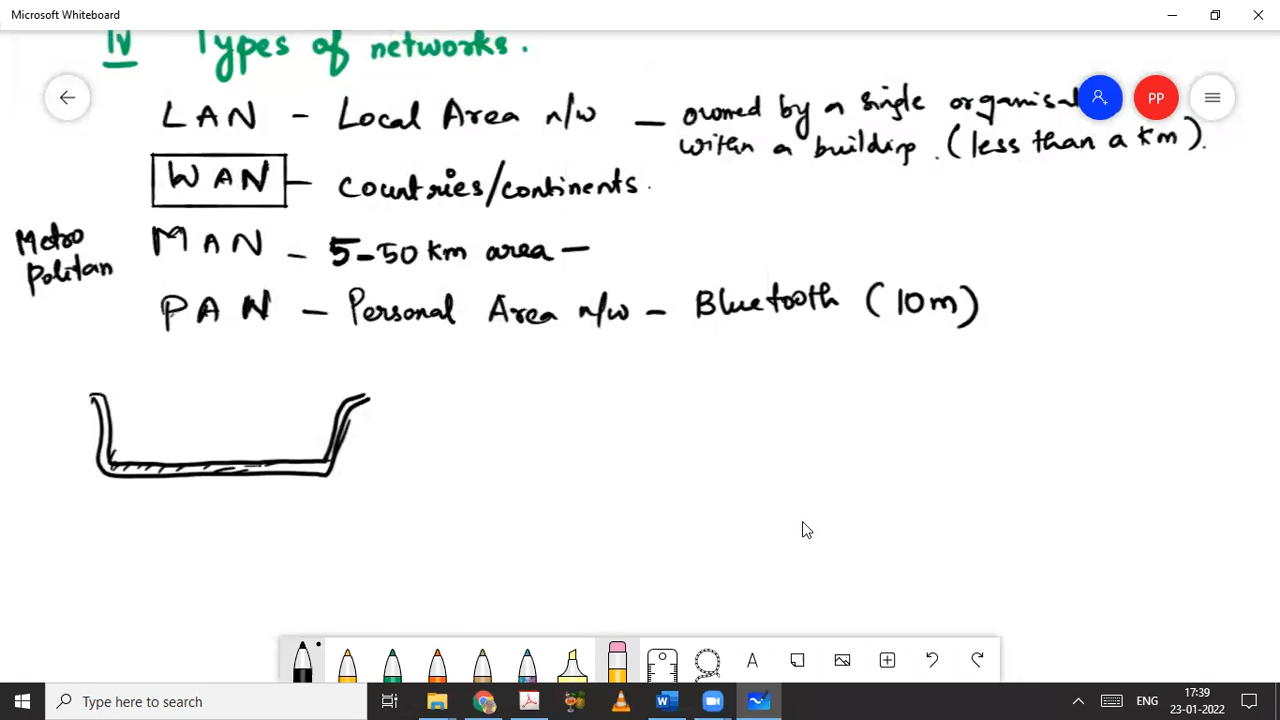 Microsoft Whiteboard
IV Types of networks.
LAN - Local Area n/w — owned by a single organisa
within a building. (less than a km).
WAN - countries/continents.
Metro
Politan
MAN - 5-50 km area -
PAN - Personal Area n/w - Bluetooth (10m)
PP
Type here to search
ENG
17:39
23-01-2022